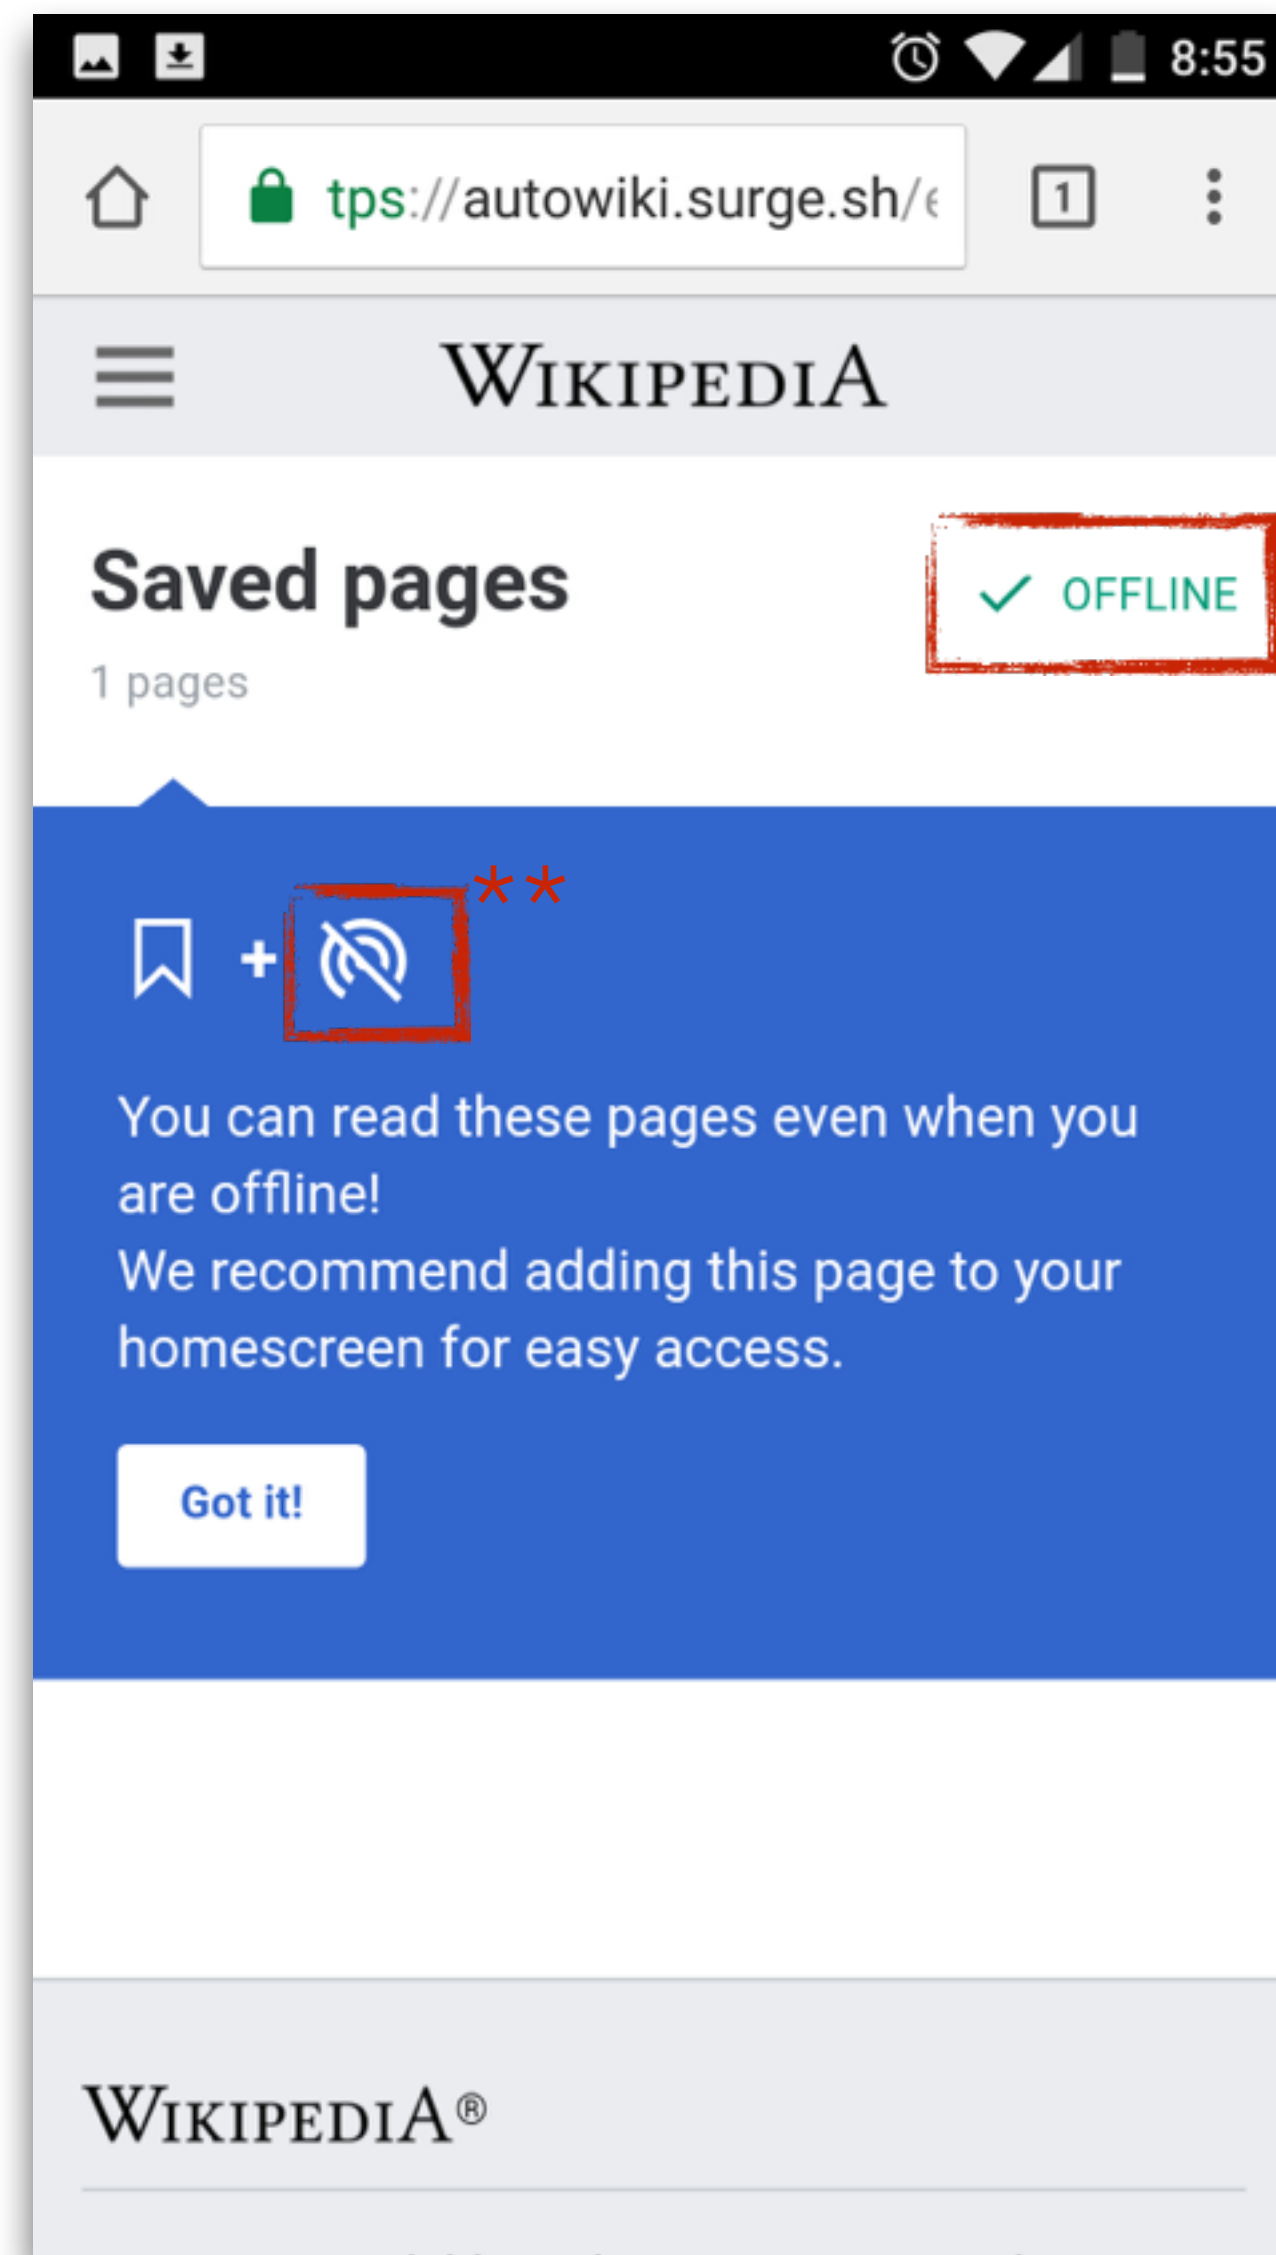 8:55
tps://autowiki.surge.sh/
1
WIKIPEDIA
Saved pages
OFFLINE
1 pages
**
+
You can read these pages even when you
are offline!
We recommend adding this page to your
homescreen for easy access.
Got it!
WIKIPEDIA®